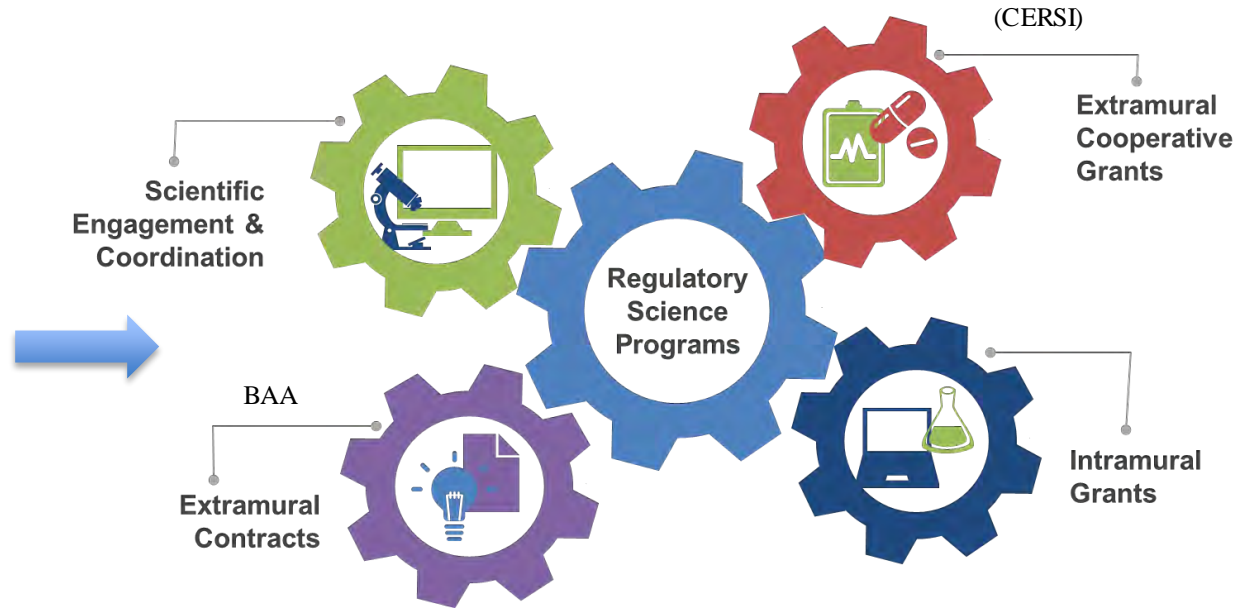 (CERSI)
Extramural
Cooperative
Grants
Scientific
Engagement &
Coordination
Regulatory
Science
Programs
BAA
Extramural
Contracts
Intramural
Grants